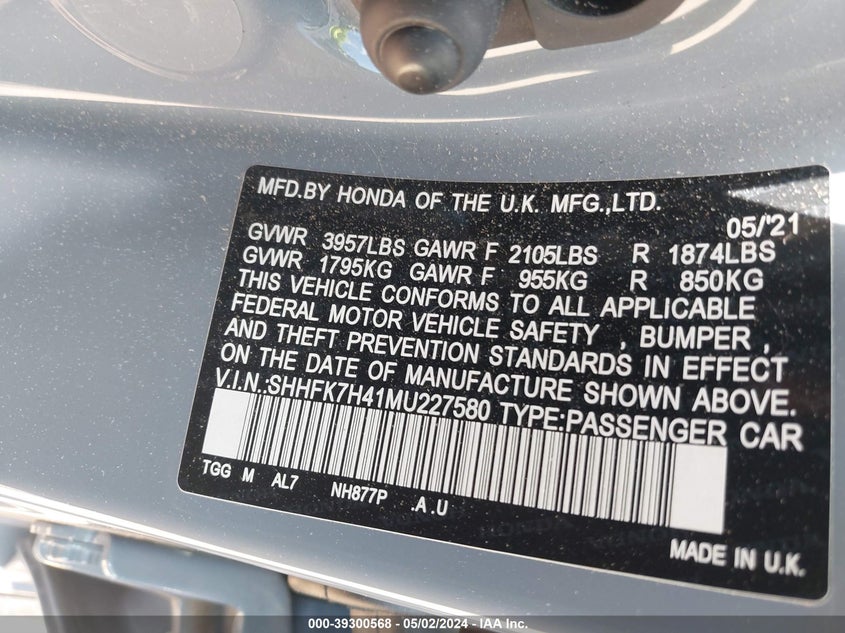 MFD.BY HONDA OF THE U.K. MFG.,LTD.
05/'21
GVWR 3957LBS GAWR F 2105LBS R 1874LBS
GVWR 1795KG GAWR F 955KG R 850KG
THIS VEHICLE CONFORMS TO ALL APPLICABLE
FEDERAL MOTOR VEHICLE SAFETY , BUMPER ,
AND THEFT PREVENTION STANDARDS IN EFFECT
ON THE DATE OF MANUFACTURE SHOWN ABOVE.
V.I.N:SHHFK7H41MU227580 TYPE:PASSENGER CAR
TGG M AL7 NH877P .A.U
HONDA
MADE IN U.K.
000-39300568 - 05/02/2024 - IAA Inc.